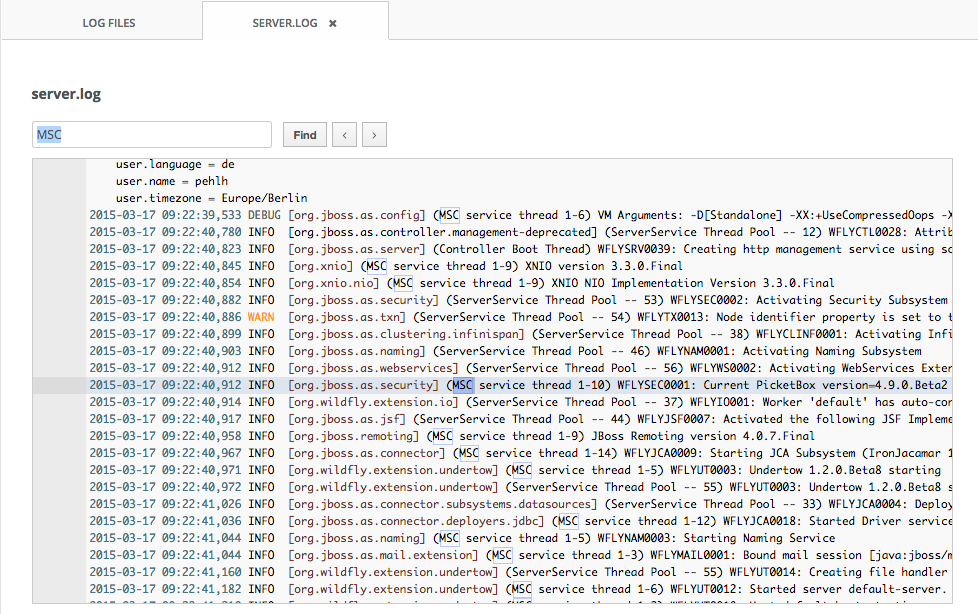 LOG FILES
SERVER.LOG ×
server.log
MSC
Find < >
user.language = de
user.name = pehlh
user.timezone = Europe/Berlin
2015-03-17 09:22:39,533 DEBUG [org.jboss.as.config] (MSC service thread 1-6) VM Arguments: -D[Standalone] -XX:+UseCompressedOops -X
2015-03-17 09:22:40,780 INFO [org.jboss.as.controller.management-deprecated] (ServerService Thread Pool -- 12) WFLYCTL0028: Attrib
2015-03-17 09:22:40,823 INFO [org.jboss.as.server] (Controller Boot Thread) WFLYSRV0039: Creating http management service using so
2015-03-17 09:22:40,845 INFO [org.xnio] (MSC service thread 1-9) XNIO version 3.3.0.Final
2015-03-17 09:22:40,854 INFO [org.xnio.nio] (MSC service thread 1-9) XNIO NIO Implementation Version 3.3.0.Final
2015-03-17 09:22:40,882 INFO [org.jboss.as.security] (ServerService Thread Pool -- 53) WFLYSEC0002: Activating Security Subsystem
2015-03-17 09:22:40,886 WARN [org.jboss.as.txn] (ServerService Thread Pool -- 54) WFLYTX0013: Node identifier property is set to t
2015-03-17 09:22:40,899 INFO [org.jboss.as.clustering.infinispan] (ServerService Thread Pool -- 38) WFLYCLINF0001: Activating Infi
2015-03-17 09:22:40,903 INFO [org.jboss.as.naming] (ServerService Thread Pool -- 46) WFLYNAM0001: Activating Naming Subsystem
2015-03-17 09:22:40,912 INFO [org.jboss.as.webservices] (ServerService Thread Pool -- 56) WFLYWS0002: Activating WebServices Exten
2015-03-17 09:22:40,912 INFO [org.jboss.as.security] (MSC service thread 1-10) WFLYSEC0001: Current PicketBox version=4.9.0.Beta2
2015-03-17 09:22:40,914 INFO [org.wildfly.extension.io] (ServerService Thread Pool -- 37) WFLYIO001: Worker 'default' has auto-con
2015-03-17 09:22:40,917 INFO [org.jboss.as.jsf] (ServerService Thread Pool -- 44) WFLYJSF0007: Activated the following JSF Impleme
2015-03-17 09:22:40,958 INFO [org.jboss.remoting] (MSC service thread 1-9) JBoss Remoting version 4.0.7.Final
2015-03-17 09:22:40,967 INFO [org.jboss.as.connector] (MSC service thread 1-14) WFLYJCA0009: Starting JCA Subsystem (IronJacamar 1
2015-03-17 09:22:40,971 INFO [org.wildfly.extension.undertow] (MSC service thread 1-5) WFLYUT0003: Undertow 1.2.0.Beta8 starting
2015-03-17 09:22:40,972 INFO [org.wildfly.extension.undertow] (ServerService Thread Pool -- 55) WFLYUT0003: Undertow 1.2.0.Beta8 s
2015-03-17 09:22:41,026 INFO [org.jboss.as.connector.subsystems.datasources] (ServerService Thread Pool -- 33) WFLYJCA0004: Deploy
2015-03-17 09:22:41,036 INFO [org.jboss.as.connector.deployers.jdbc] (MSC service thread 1-12) WFLYJCA0018: Started Driver service
2015-03-17 09:22:41,044 INFO [org.jboss.as.naming] (MSC service thread 1-5) WFLYNAM0003: Starting Naming Service
2015-03-17 09:22:41,044 INFO [org.jboss.as.mail.extension] (MSC service thread 1-3) WFLYMAIL0001: Bound mail session [java:jboss/m
2015-03-17 09:22:41,160 INFO [org.wildfly.extension.undertow] (ServerService Thread Pool -- 55) WFLYUT0014: Creating file handler
2015-03-17 09:22:41,182 INFO [org.wildfly.extension.undertow] (MSC service thread 1-6) WFLYUT0012: Started server default-server.